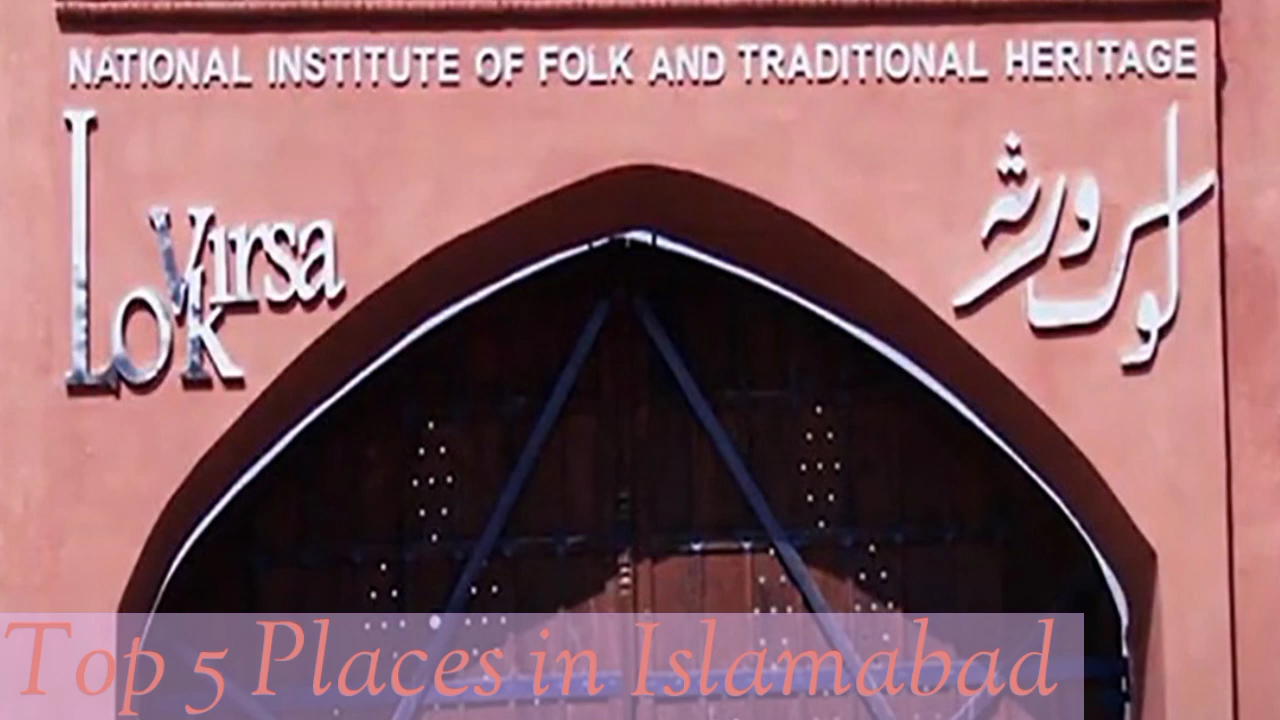 NATIONAL INSTITUTE OF FOLK AND TRADITIONAL HERITAGE
Lok Virsa
لوک ورثہ
Top 5 Places in Islamabad